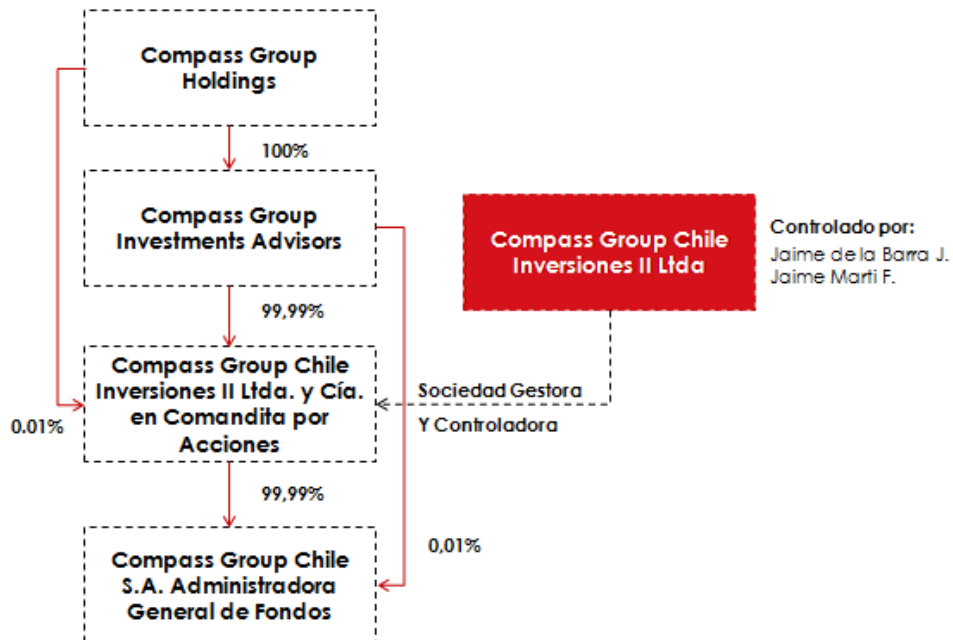 Compass Group
Holdings
100%
Compass Group
Investments Advisors
99,99%
Compass Group Chile
Inversiones II Ltda
Controlado por:
Jaime de la Barra J.
Jaime Marti F.
Compass Group Chile
Inversiones II Ltda. y Cía.
en Comandita por
Acciones
Sociedad Gestora
Y Controladora
0.01%
99,99%
0,01%
Compass Group Chile
S.A. Administradora
General de Fondos